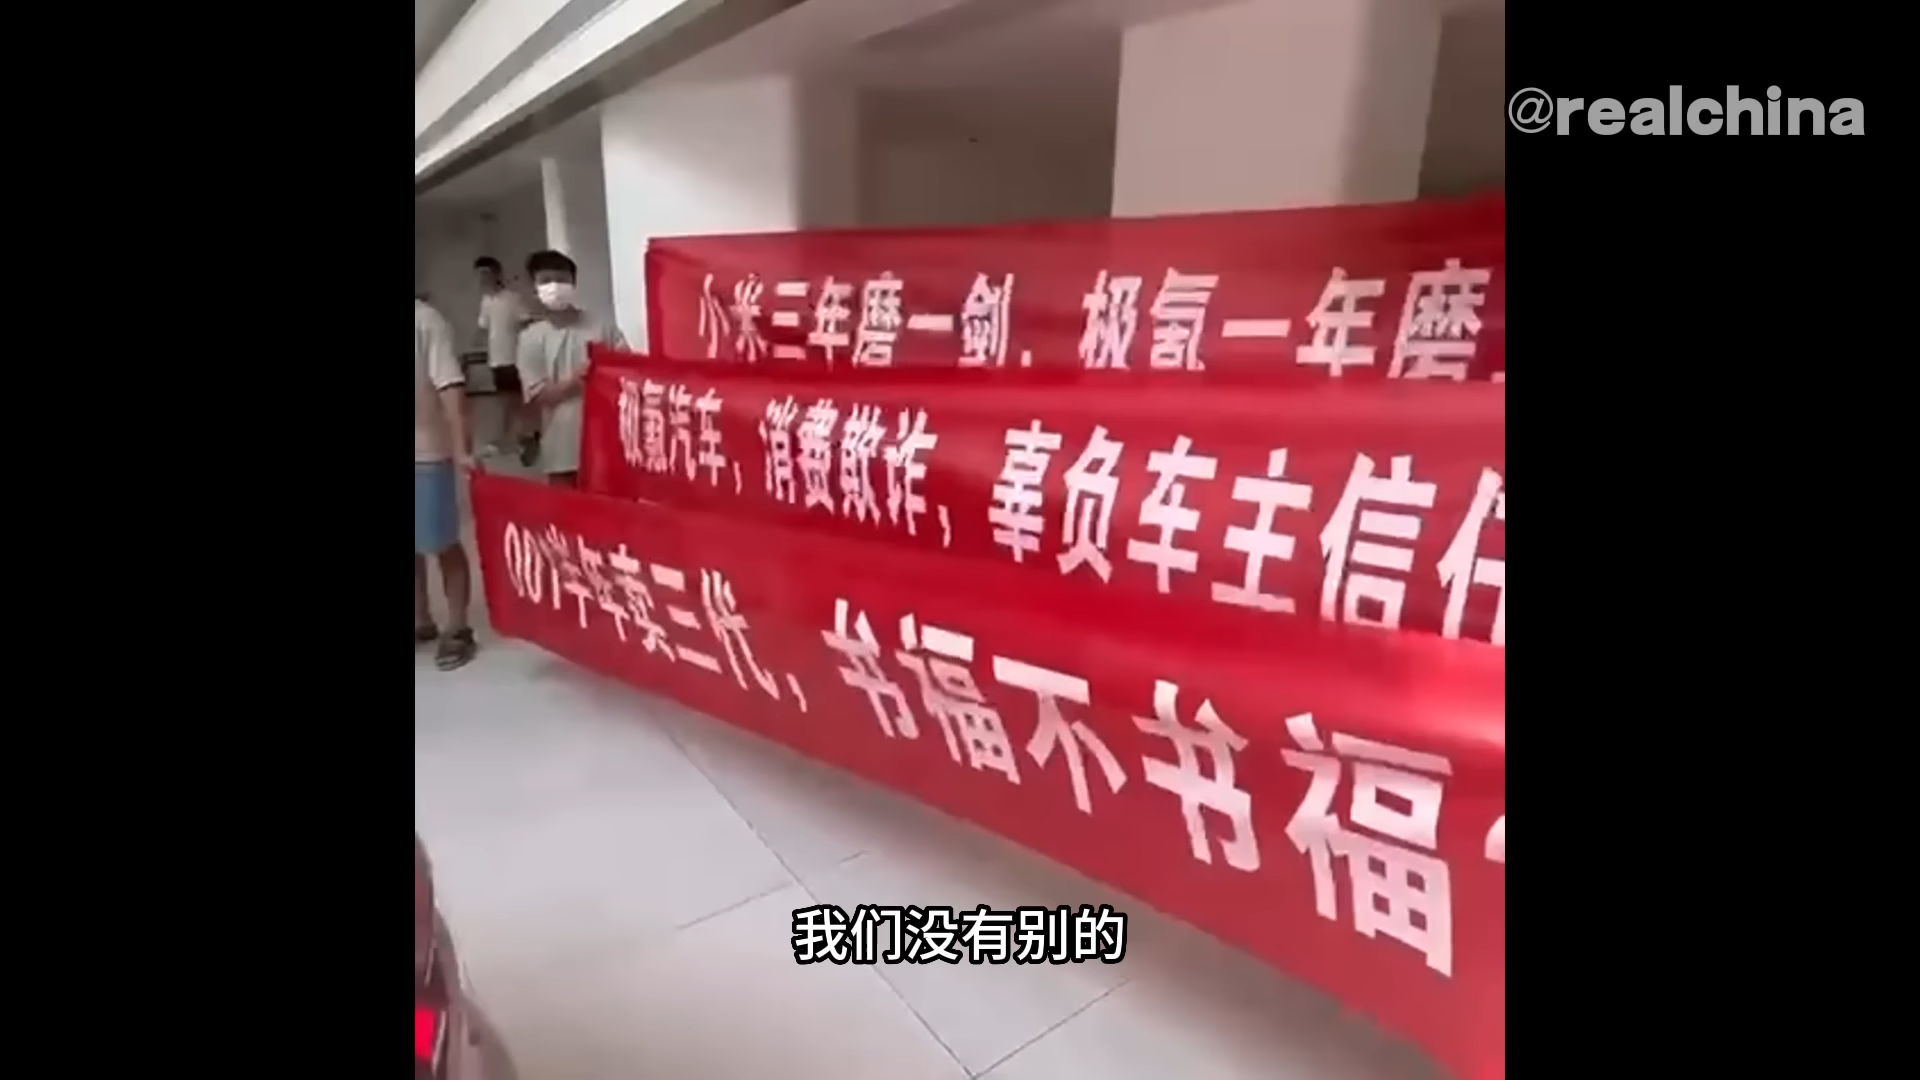 @realchina
小米三年磨一剑，极氪一年磨
极氪汽车，消费欺诈，辜负车主信任
001半年卖三代，书福不书福
我们没有别的